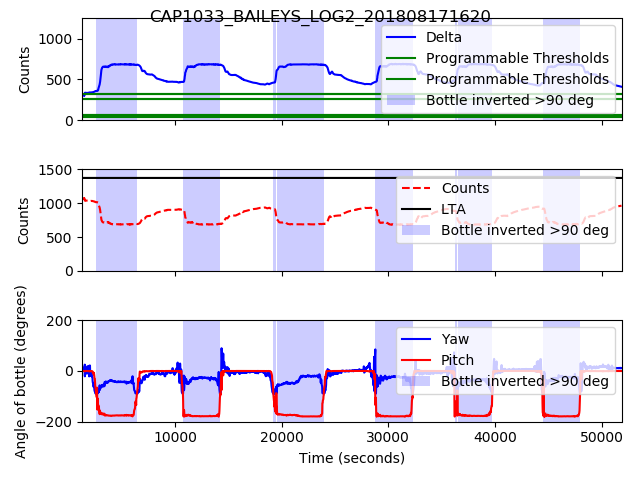 CAP1033_BAILEYS_LOG2_201808171620
1000
500
0
Counts
Delta
Programmable Thresholds
Programmable Thresholds
Bottle inverted >90 deg
1500
1000
500
0
Counts
Counts
LTA
Bottle inverted >90 deg
200
0
−200
Angle of bottle (degrees)
Yaw
Pitch
Bottle inverted >90 deg
10000 20000 30000 40000 50000
Time (seconds)